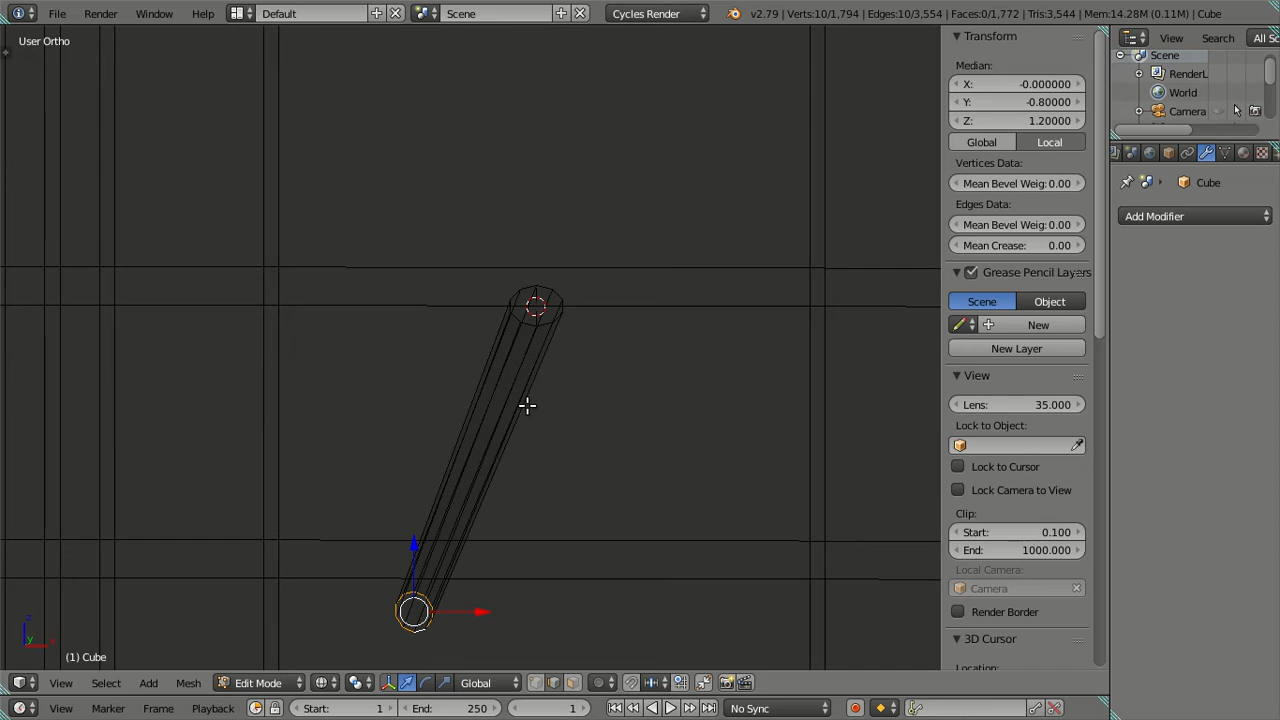 File Render Window Help Default Scene Cycles Render v2.79 | Verts:10/1,794 | Edges:10/3,554 | Faces:0/1,772 | Tris:3,544 | Mem:14.28M (0.11M) | Cube
User Ortho
Transform
Median:
X: -0.000000
Y: -0.80000
Z: 1.20000
Global Local
Vertices Data:
Mean Bevel Weig: 0.00
Edges Data:
Mean Bevel Weig: 0.00
Mean Crease: 0.00
Grease Pencil Layers
Scene Object
New
New Layer
View
Lens: 35.000
Lock to Object:
Lock to Cursor
Lock Camera to View
Clip:
Start: 0.100
End: 1000.000
Local Camera:
Camera
Render Border
3D Cursor
Location:
View Search All Sc
Scene
RenderL
World
Camera
Cube
Add Modifier
z
y x
(1) Cube
View Select Add Mesh Edit Mode Global
View Marker Frame Playback Start: 1 End: 250 1 No Sync